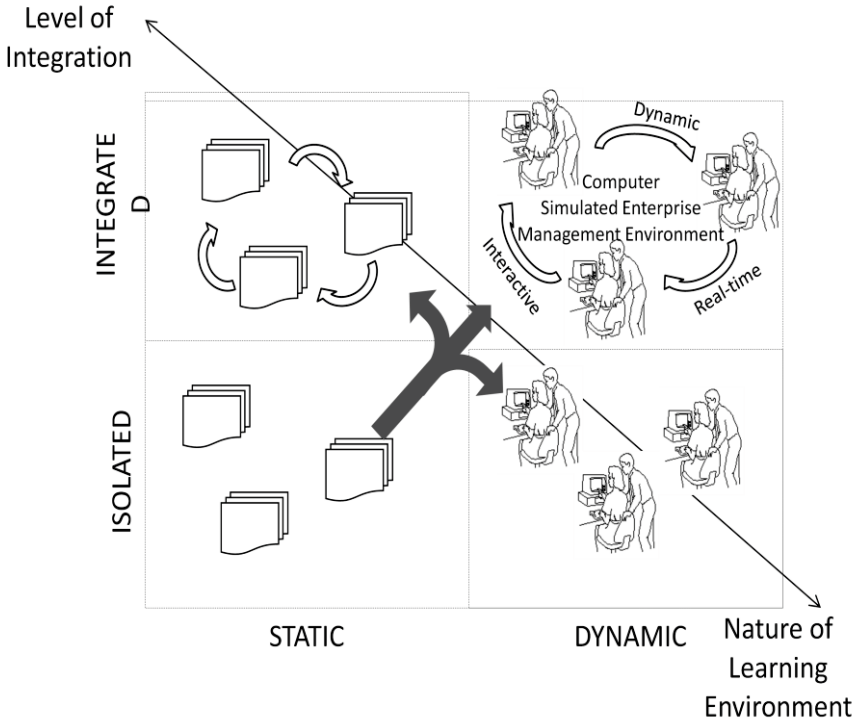 Level of
Integration
INTEGRATE
D
Dynamic
Computer
Simulated Enterprise
Management Environment
Interactive
Real-time
ISOLATED
STATIC
DYNAMIC
Nature of
Learning
Environment